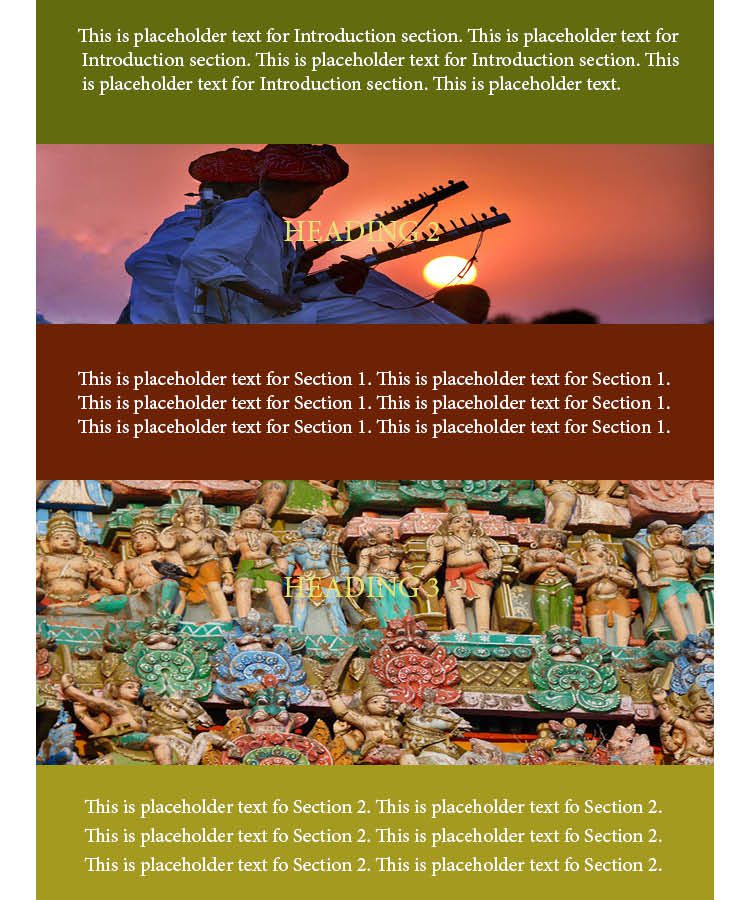 This is placeholder text for Introduction section. This is placeholder text for
Introduction section. This is placeholder text for Introduction section. This
is placeholder text for Introduction section. This is placeholder text.
HEADING 2
This is placeholder text for Section 1. This is placeholder text for Section 1.
This is placeholder text for Section 1. This is placeholder text for Section 1.
This is placeholder text for Section 1. This is placeholder text for Section 1.
HEADING 3
This is placeholder text fo Section 2. This is placeholder text fo Section 2.
This is placeholder text fo Section 2. This is placeholder text fo Section 2.
This is placeholder text fo Section 2. This is placeholder text fo Section 2.